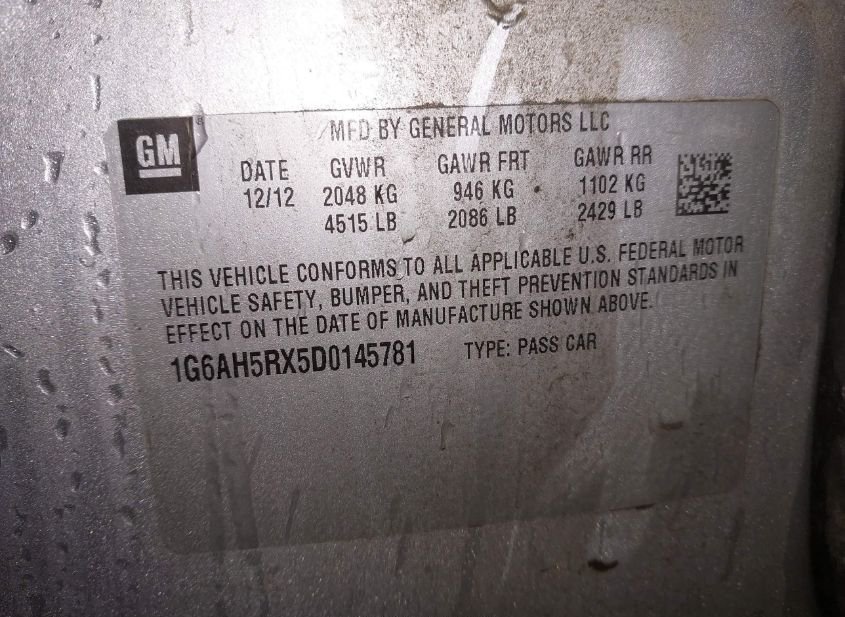 GM
MFD BY GENERAL MOTORS LLC
DATE GVWR GAWR FRT GAWR RR
12/12 2048 KG 946 KG 1102 KG
4515 LB 2086 LB 2429 LB
THIS VEHICLE CONFORMS TO ALL APPLICABLE U.S. FEDERAL MOTOR
VEHICLE SAFETY, BUMPER, AND THEFT PREVENTION STANDARDS IN
EFFECT ON THE DATE OF MANUFACTURE SHOWN ABOVE.
1G6AH5RX5D0145781 TYPE: PASS CAR